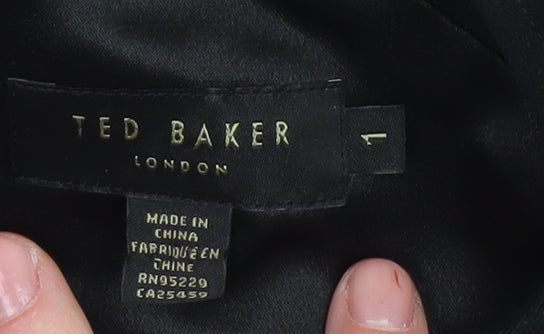 TED BAKER
LONDON
1
MADE IN
CHINA
FABRIQUÉ EN
CHINE
RN95229
CA25459